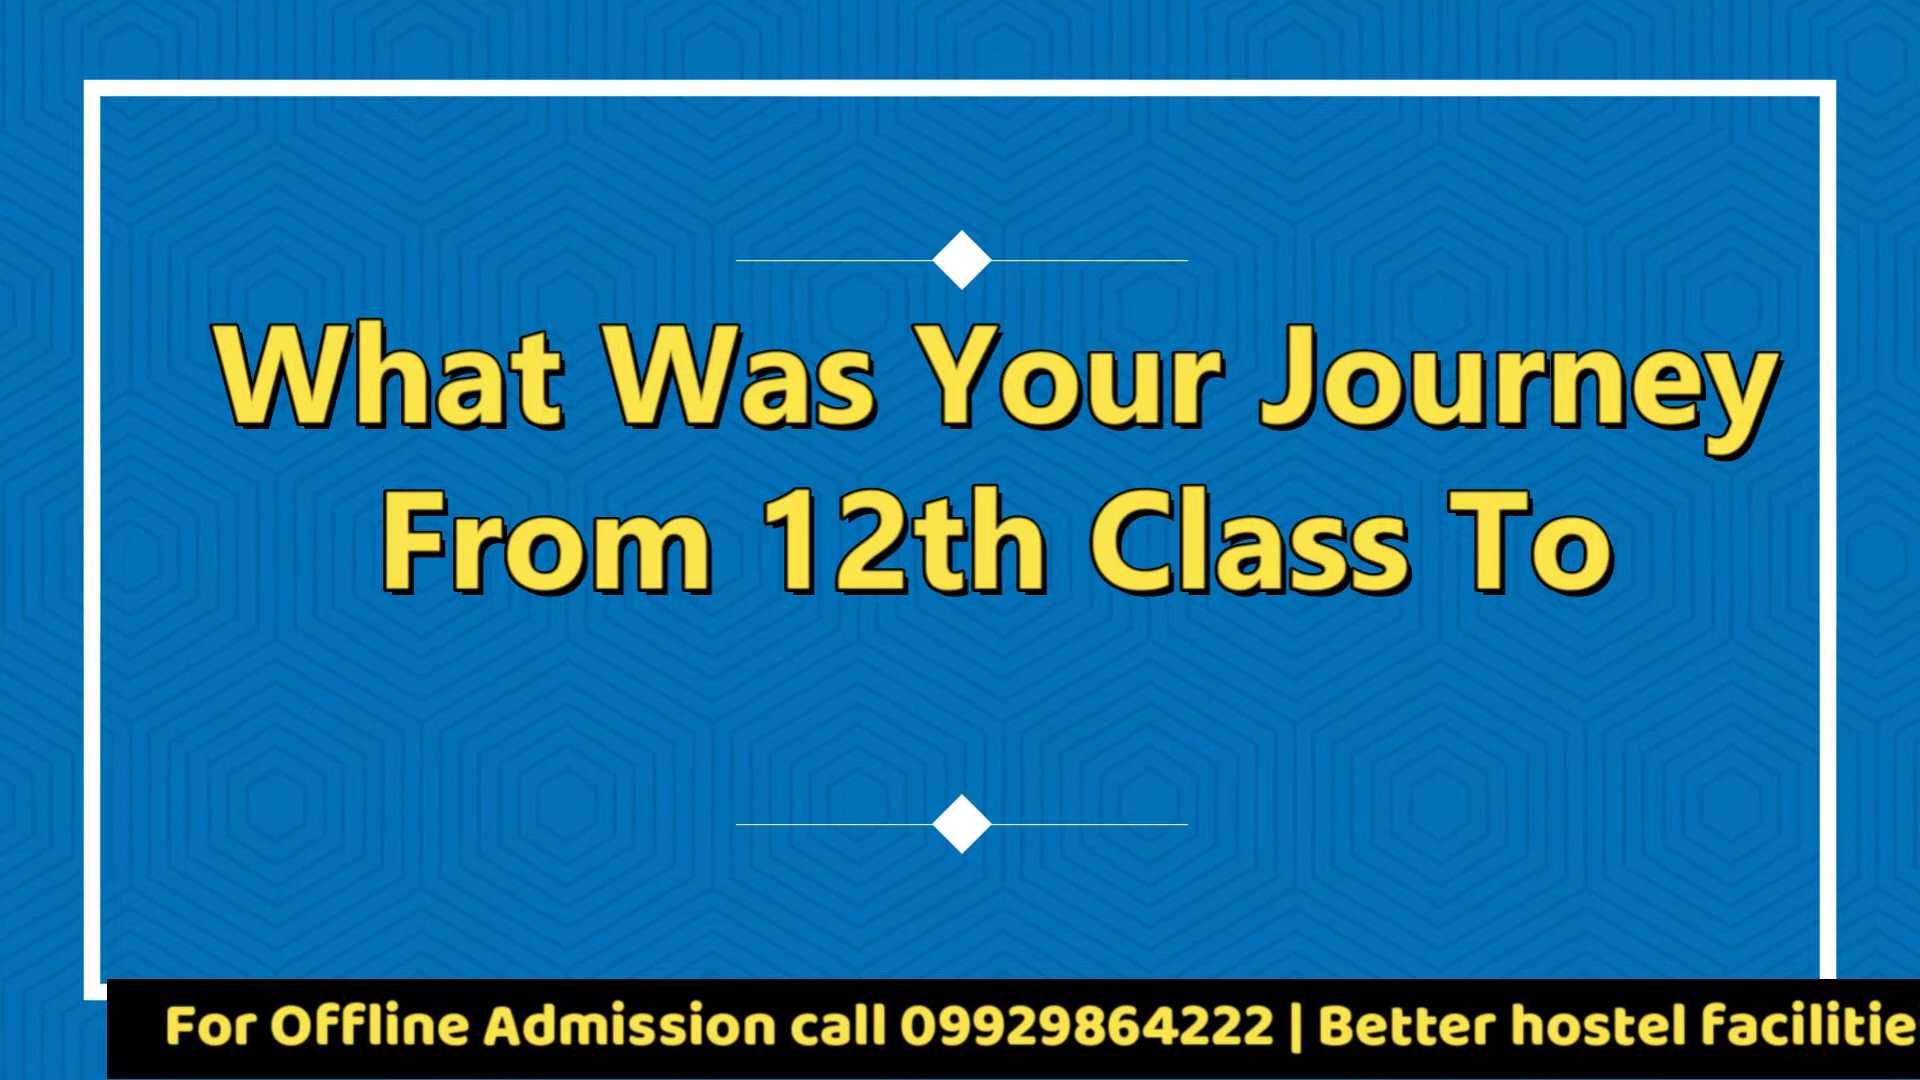 What Was Your Journey
From 12th Class To
For Offline Admission call 09929864222 | Better hostel facilitie